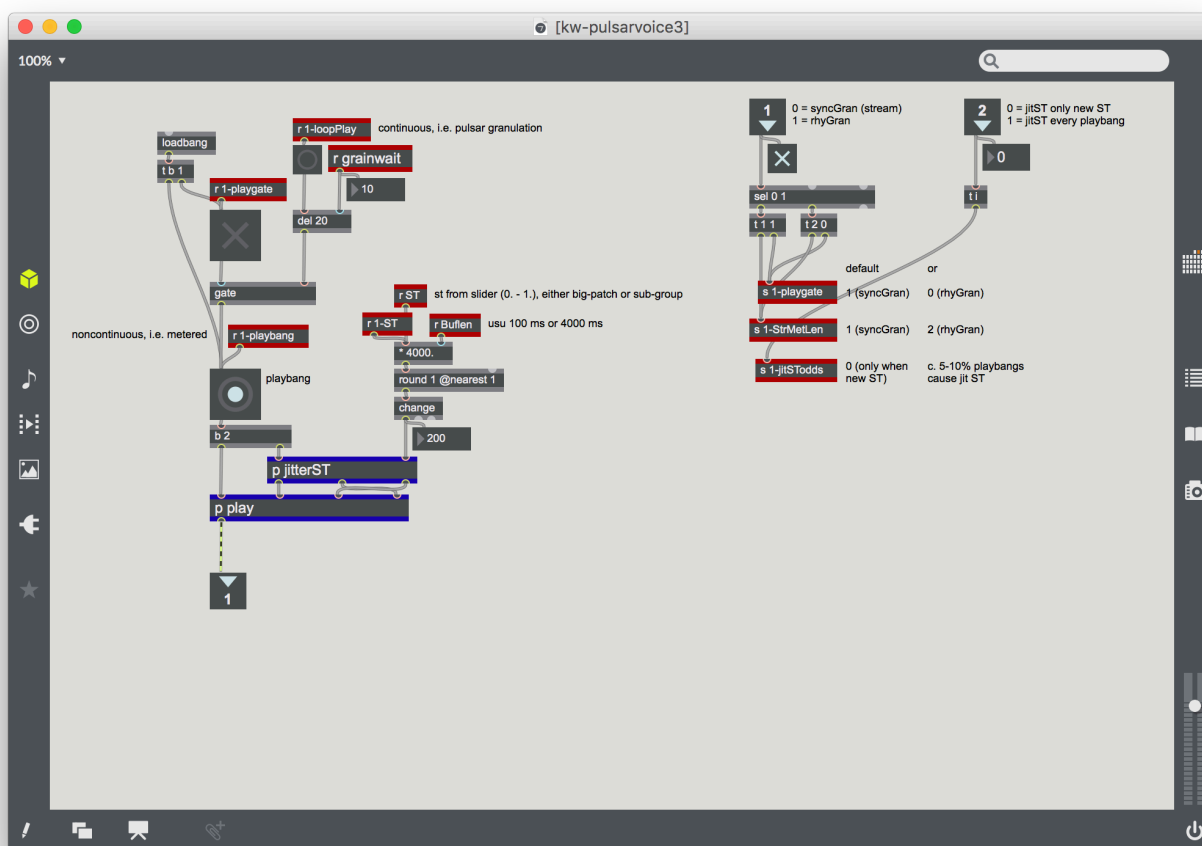 [kw-pulsarvoice3]
100%
loadbang
t b 1
r 1-playgate
r 1-loopPlay
continuous, i.e. pulsar granulation
r grainwait
10
del 20
gate
noncontinuous, i.e. metered
r 1-playbang
playbang
b 2
r ST
st from slider (0. - 1.), either big-patch or sub-group
r 1-ST
r Buflen
usu 100 ms or 4000 ms
* 4000.
round 1 @nearest 1
change
200
p jitterST
p play
1
1
0 = syncGran (stream)
1 = rhyGran
sel 0 1
t 1 1
t 2 0
2
0 = jitST only new ST
1 = jitST every playbang
0
t i
default
or
s 1-playgate
1 (syncGran)
0 (rhyGran)
s 1-StrMetLen
1 (syncGran)
2 (rhyGran)
s 1-jitSTodds
0 (only when
new ST)
c. 5-10% playbangs
cause jit ST